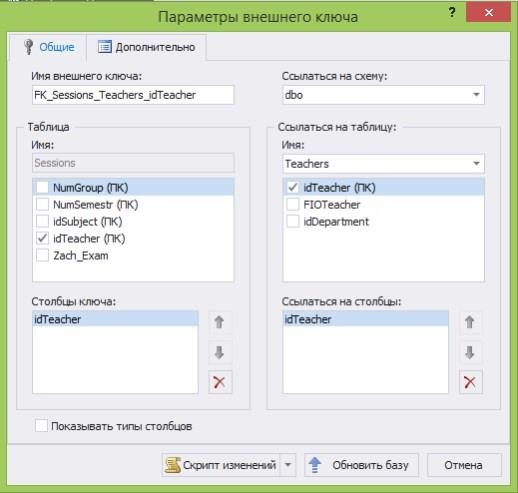 Параметры внешнего ключа
?
Общие
Дополнительно
Имя внешнего ключа:
Ссылаться на схему:
FK_Sessions_Teachers_idTeacher
dbo
Таблица
Ссылаться на таблицу:
Имя:
Имя:
Sessions
Teachers
NumGroup (ПК)
idTeacher (ПК)
NumSemestr (ПК)
FIOTeacher
idSubject (ПК)
idDepartment
idTeacher (ПК)
Zach_Exam
Столбцы ключа:
Ссылаться на столбцы:
idTeacher
idTeacher
Показывать типы столбцов
Скрипт изменений
Обновить базу
Отмена